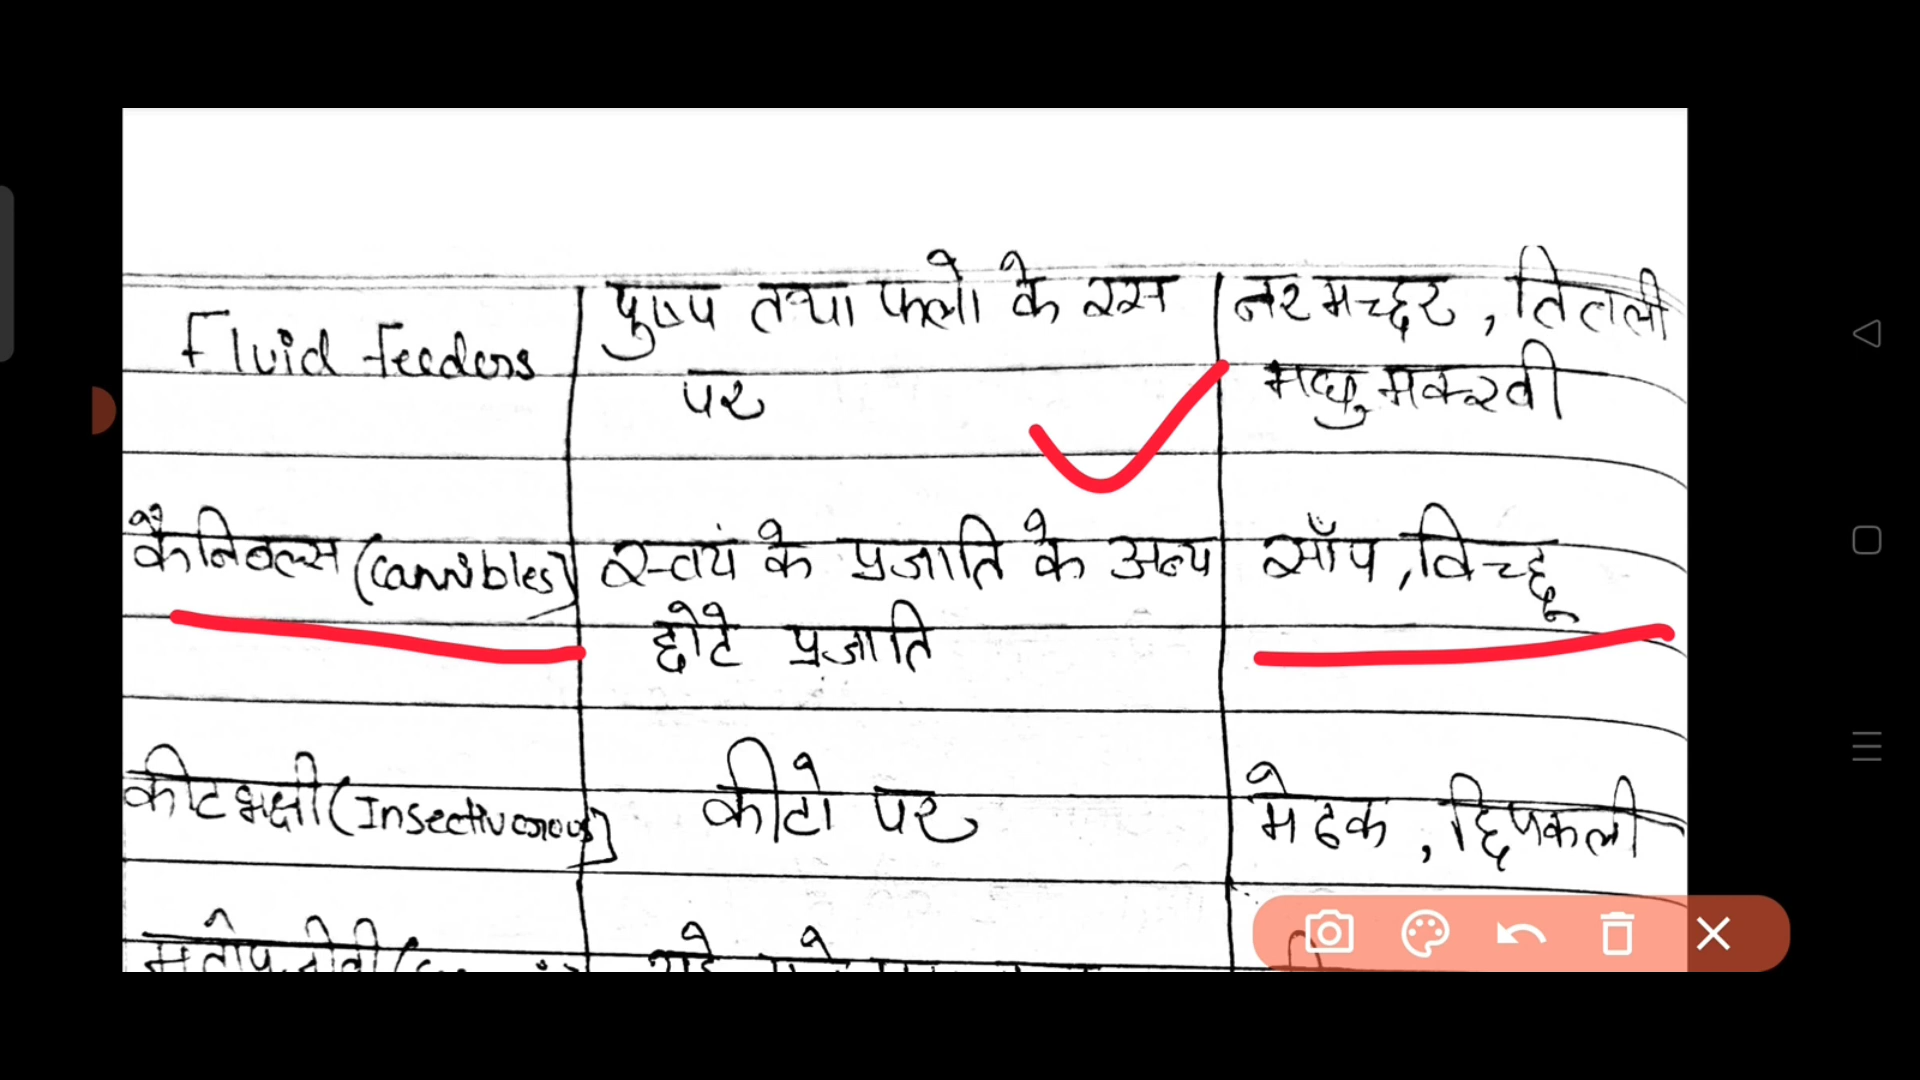 Fluid Feeders
पुष्प तथा फलो के रस
पर
नर मच्छर, तितली
मधुमक्खी
कैनिबल्स (Cannibles)
स्वयं के प्रजाति के अन्य
छोटे प्रजाति
साँप, बिच्छू
कीटभक्षी (Insectivorous)
कीटो पर
मेढक, छिपकली